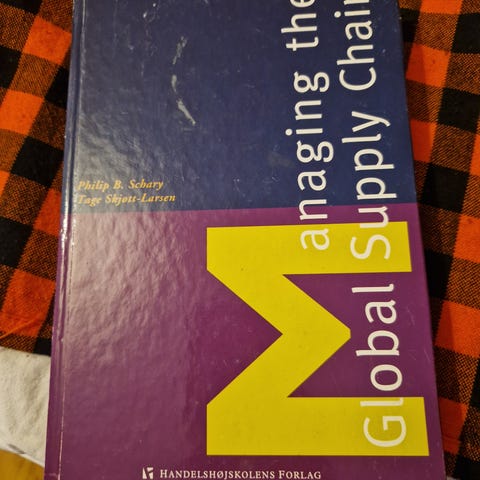 Philip B. Schary
Tage Skjøtt-Larsen
Managing the
Global Supply Chain
HANDELSHØJSKOLENS FORLAG